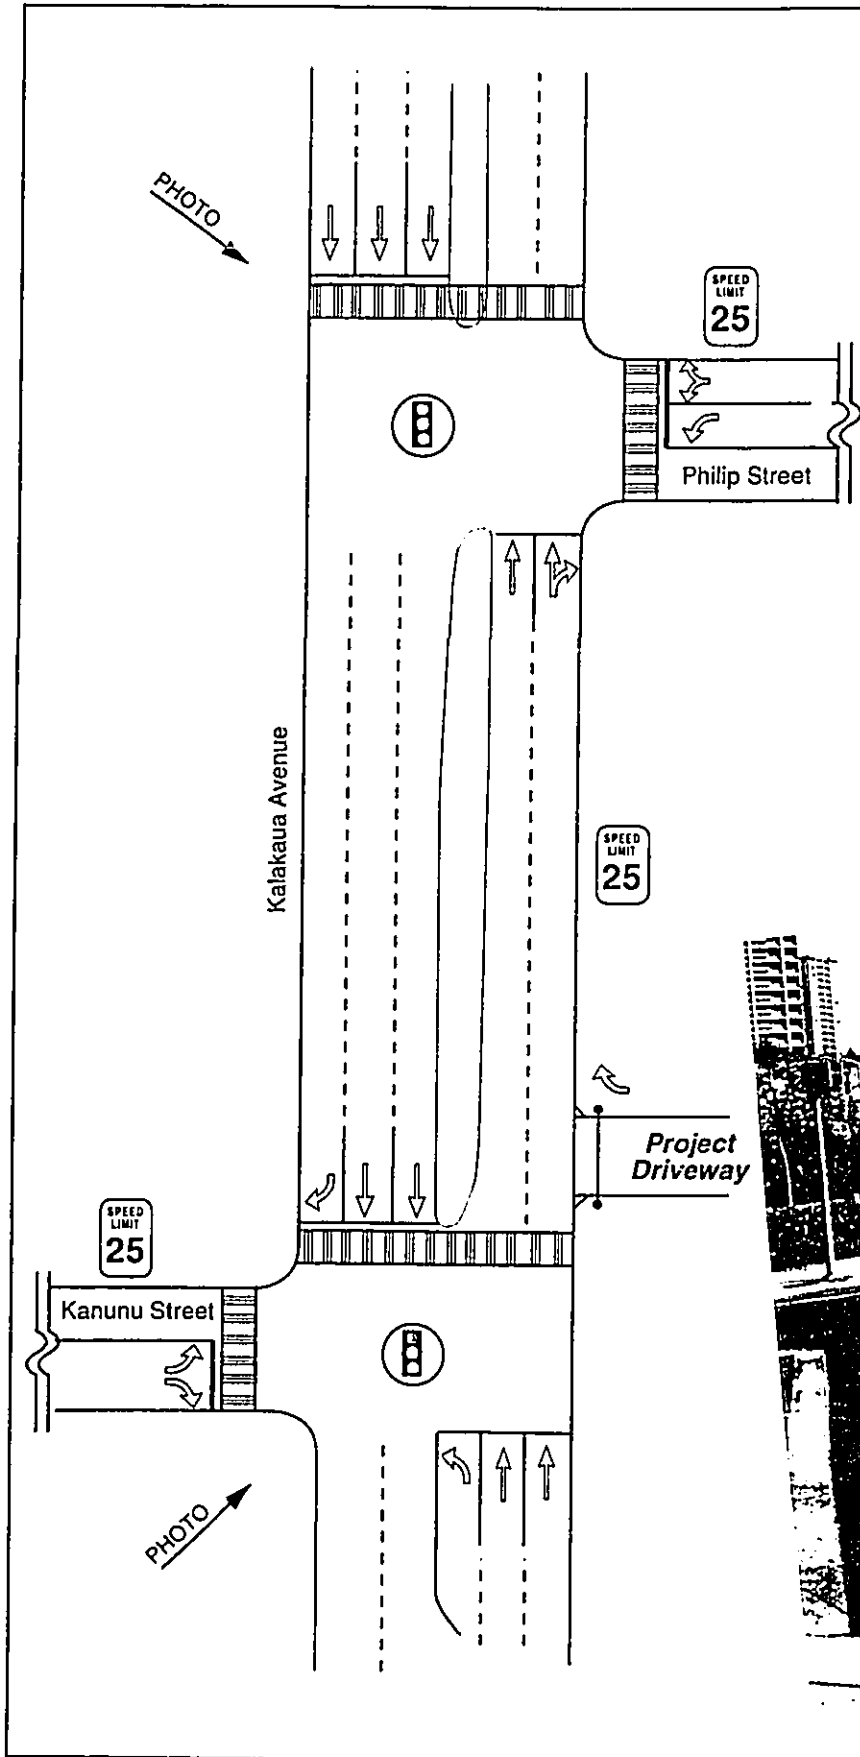 PHOTO
SPEED
LIMIT
25
Philip Street
Kalakaua Avenue
SPEED
LIMIT
25
Project
Driveway
SPEED
LIMIT
25
Kanunu Street
PHOTO